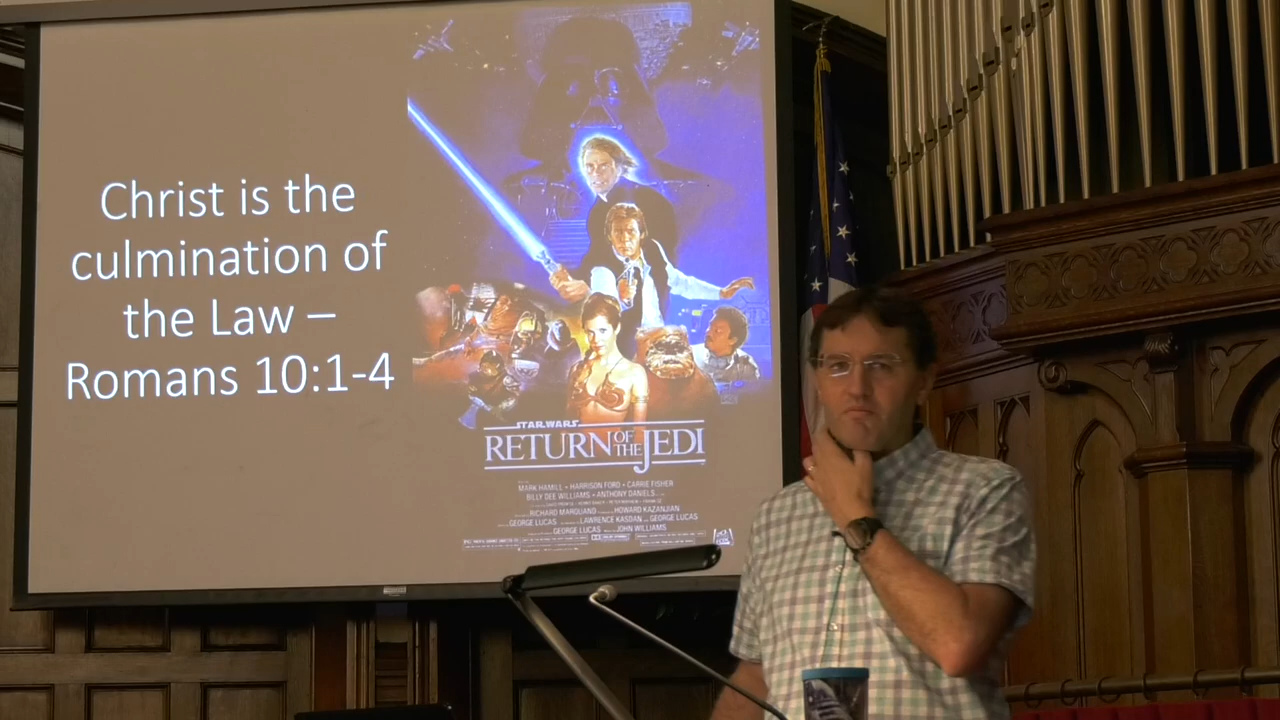 Christ is the
culmination of
the Law –
Romans 10:1-4
STAR WARS
RETURN OF THE JEDI
MARK HAMILL • HARRISON FORD • CARRIE FISHER
BILLY DEE WILLIAMS • ANTHONY DANIELS
RICHARD MARQUAND HOWARD KAZANJIAN
GEORGE LUCAS LAWRENCE KASDAN GEORGE LUCAS
GEORGE LUCAS JOHN WILLIAMS